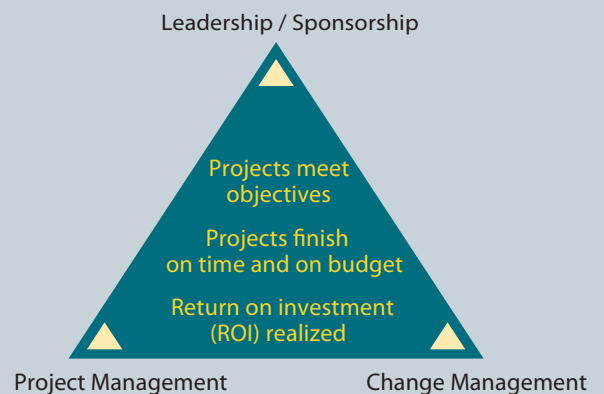 Leadership / Sponsorship
Projects meet
objectives
Projects finish
on time and on budget
Return on investment
(ROI) realized
Project Management
Change Management